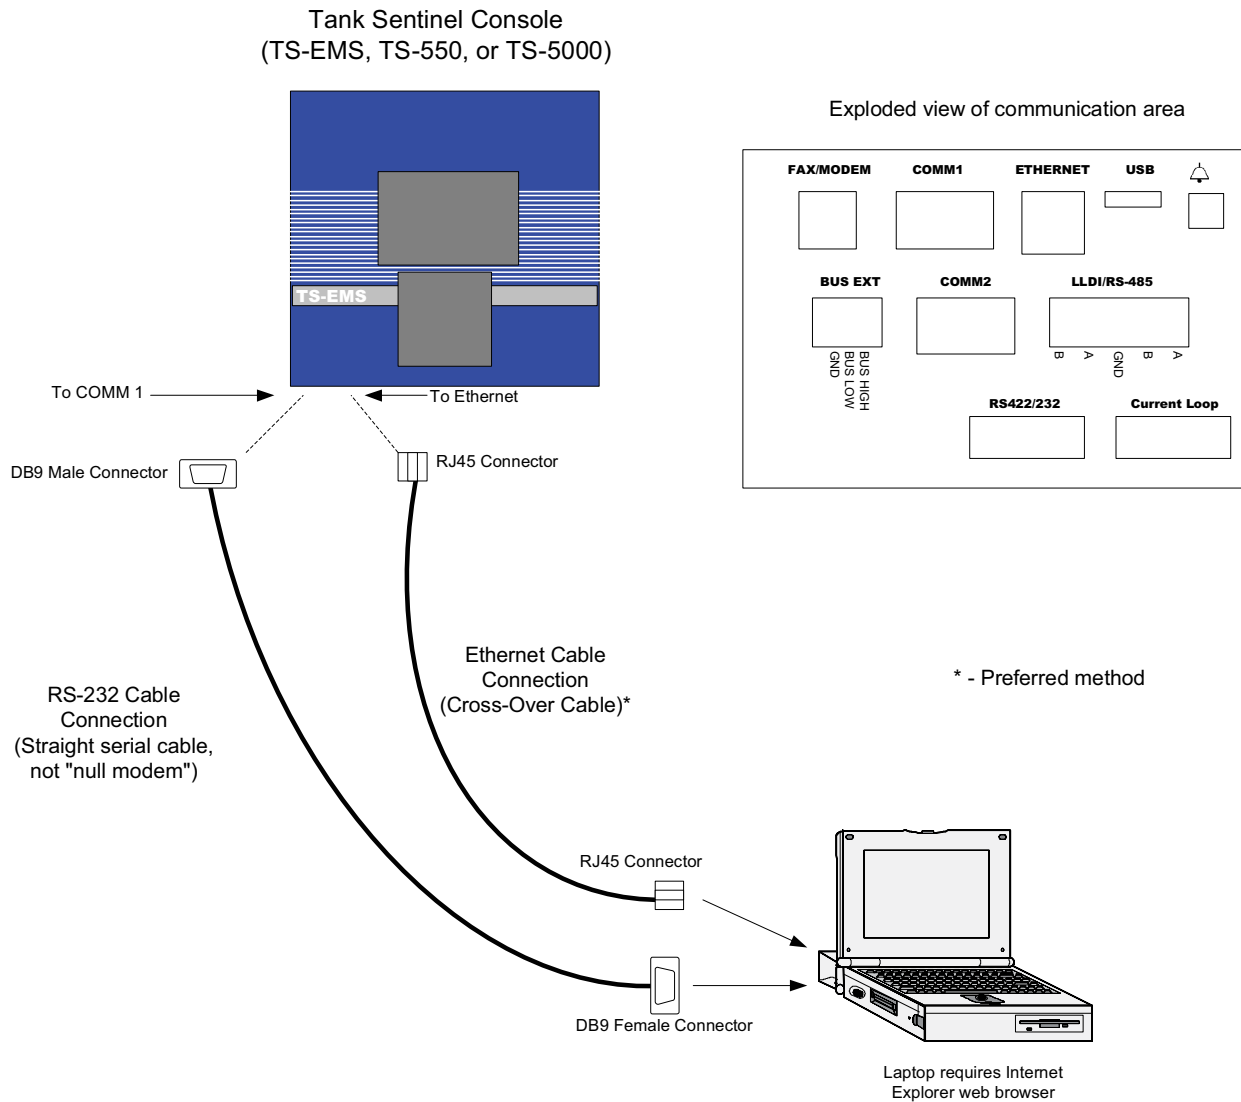 Tank Sentinel Console
(TS-EMS, TS-550, or TS-5000)
TS-EMS
To COMM 1
To Ethernet
DB9 Male Connector
RJ45 Connector
Exploded view of communication area
FAX/MODEM
COMM1
ETHERNET
USB
BUS EXT
COMM2
LLDI/RS-485
GND
BUS LOW
BUS HIGH
B
A
GND
B
A
RS422/232
Current Loop
Ethernet Cable
Connection
(Cross-Over Cable)*
* - Preferred method
RS-232 Cable
Connection
(Straight serial cable,
not "null modem")
RJ45 Connector
DB9 Female Connector
Laptop requires Internet
Explorer web browser